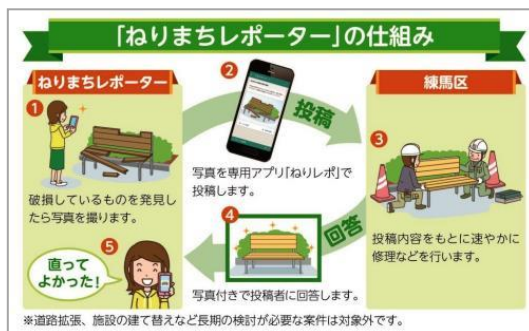 「ねりまちレポーター」の仕組み
ねりまちレポーター
1
破損しているものを発見し
たら写真を撮ります。
2
投稿
写真を専用アプリ「ねりレポ」で
投稿します。
練馬区
3
投稿内容をもとに速やかに
修理などを行います。
4
回答
写真付きで投稿者に回答します。
5
直って
よかった!
※道路拡張、施設の建て替えなど長期の検討が必要な案件は対象外です。